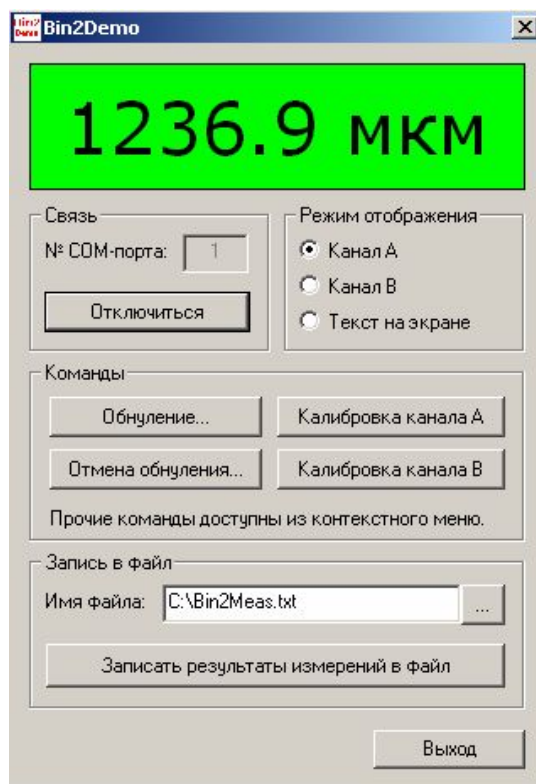 Bin2Demo
1236.9 мкм
Связь
№ COM-порта: 1
Отключиться
Режим отображения
Канал A
Канал B
Текст на экране
Команды
Обнуление...
Калибровка канала A
Отмена обнуления...
Калибровка канала B
Прочие команды доступны из контекстного меню.
Запись в файл
Имя файла: C:\Bin2Meas.txt ...
Записать результаты измерений в файл
Выход